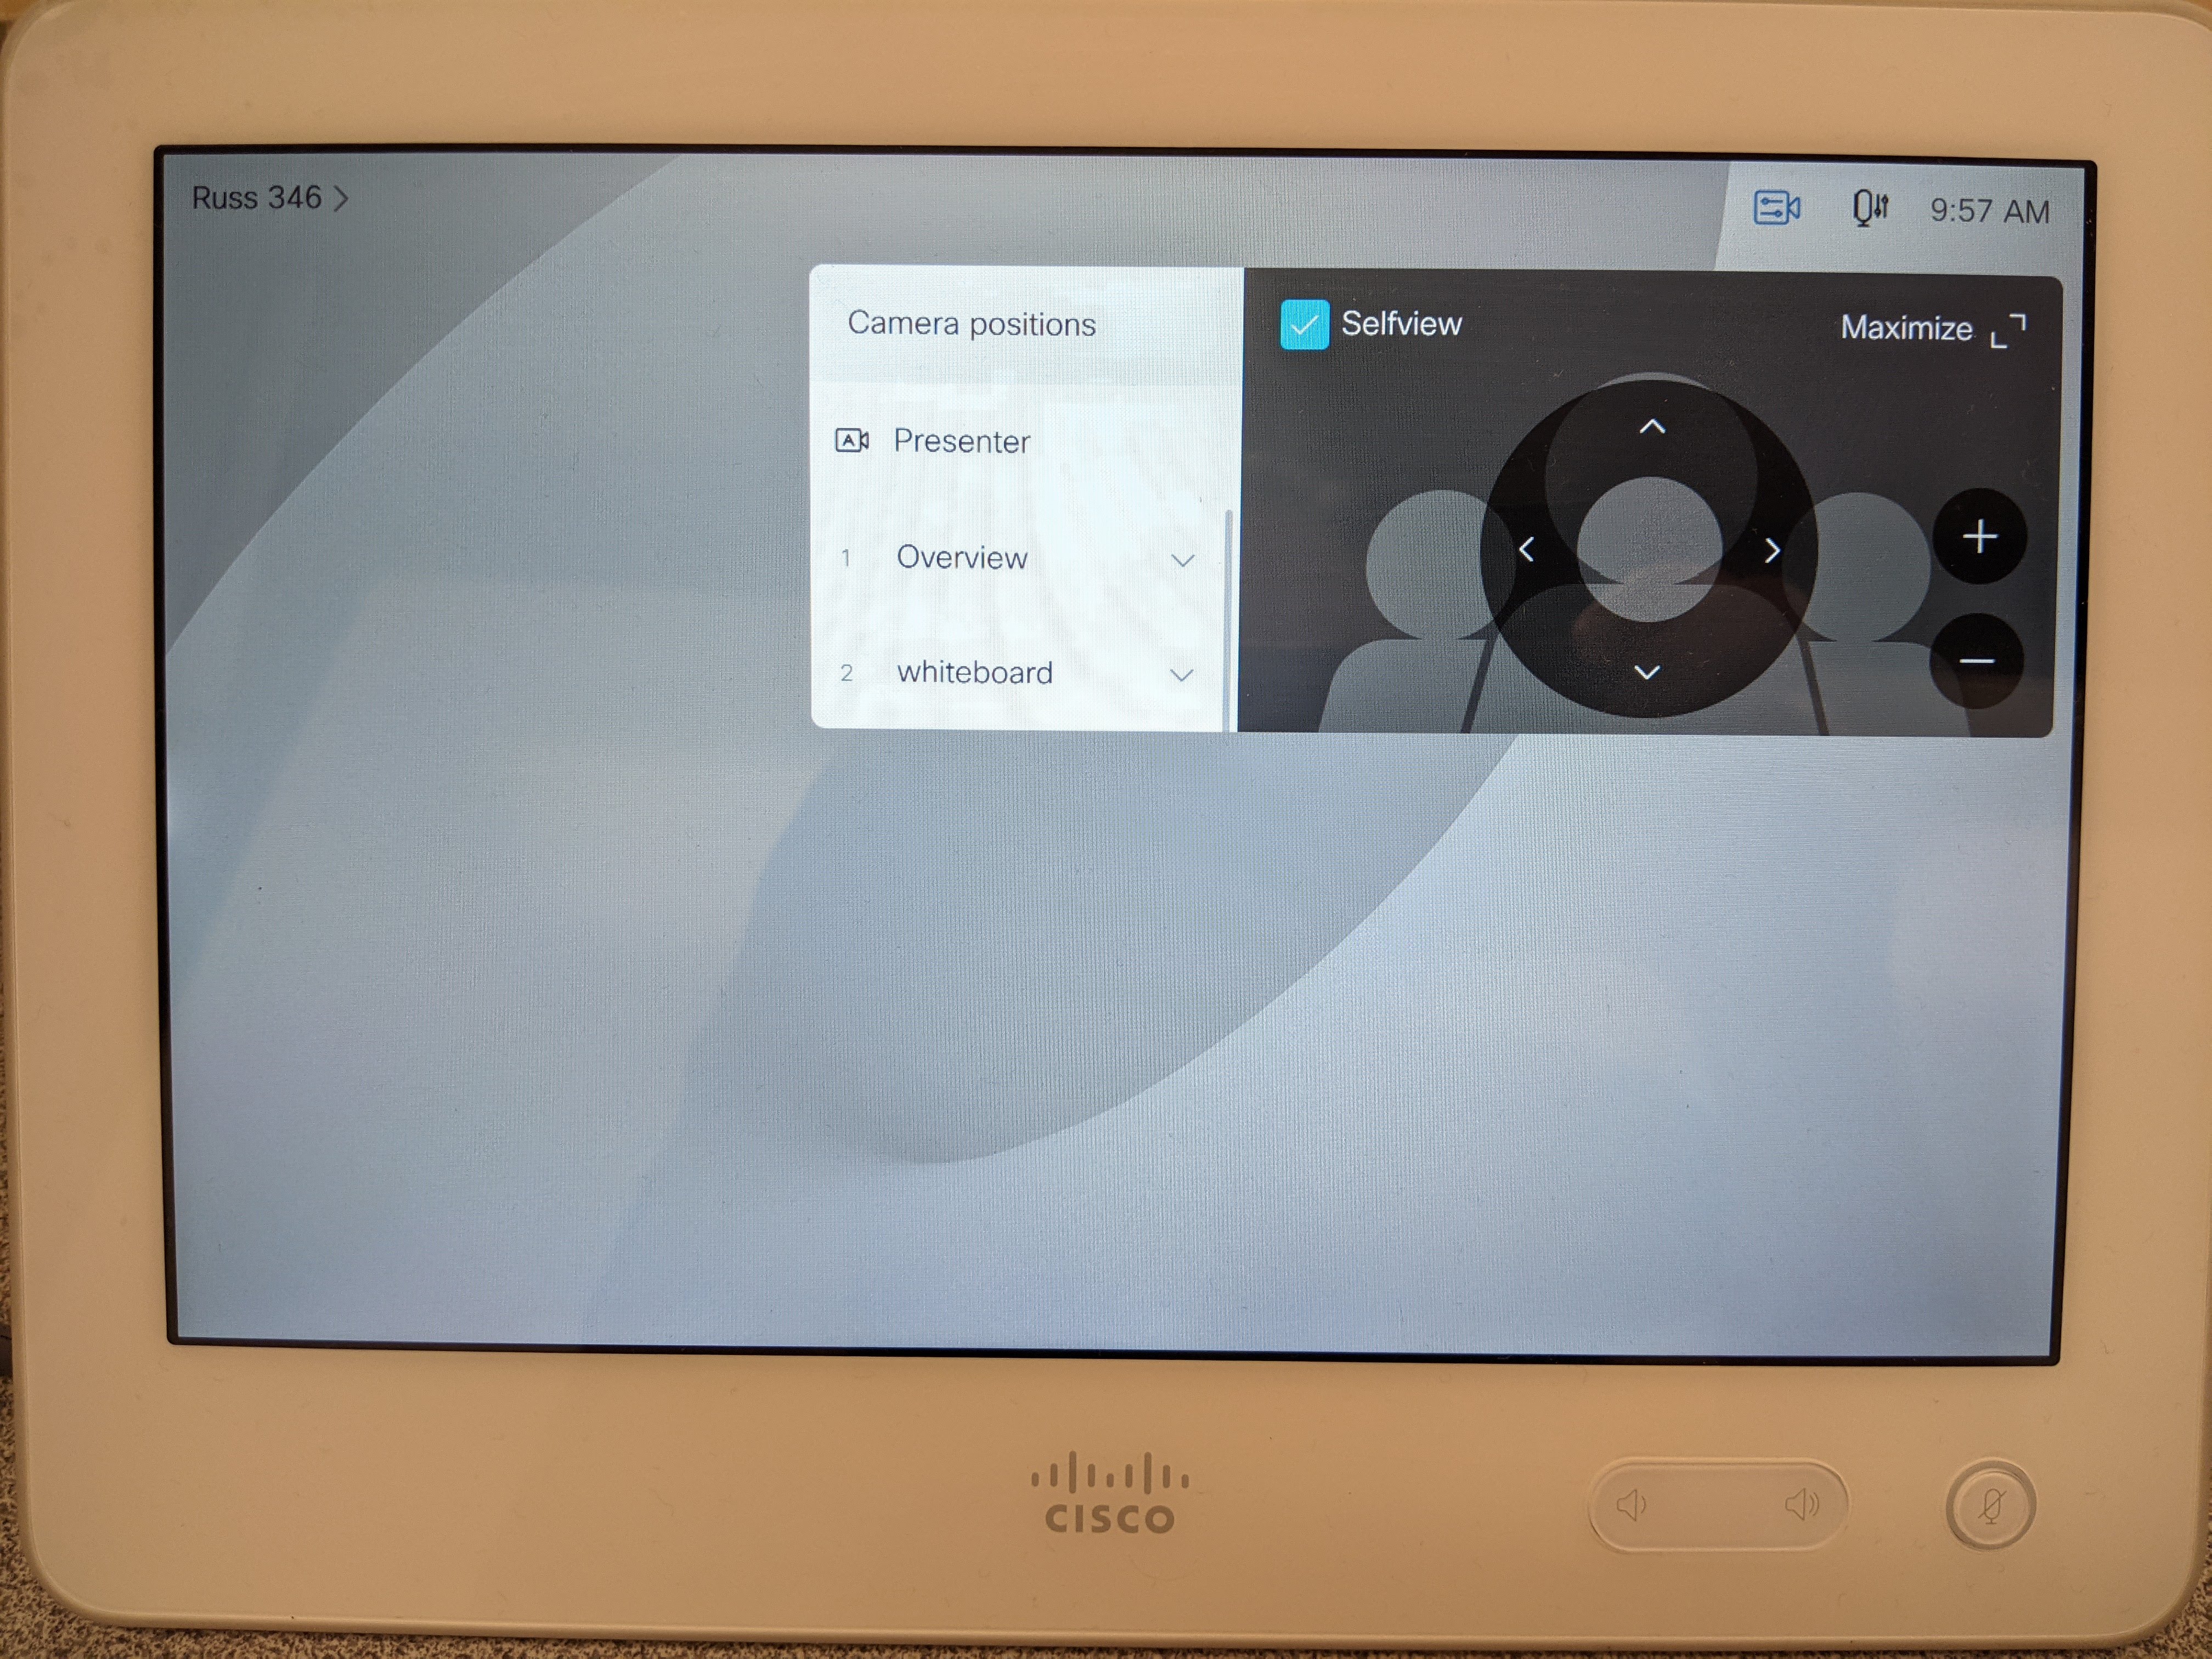 Russ 346
9:57 AM
Camera positions
Selfview
Maximize
Presenter
1 Overview
2 whiteboard
CISCO